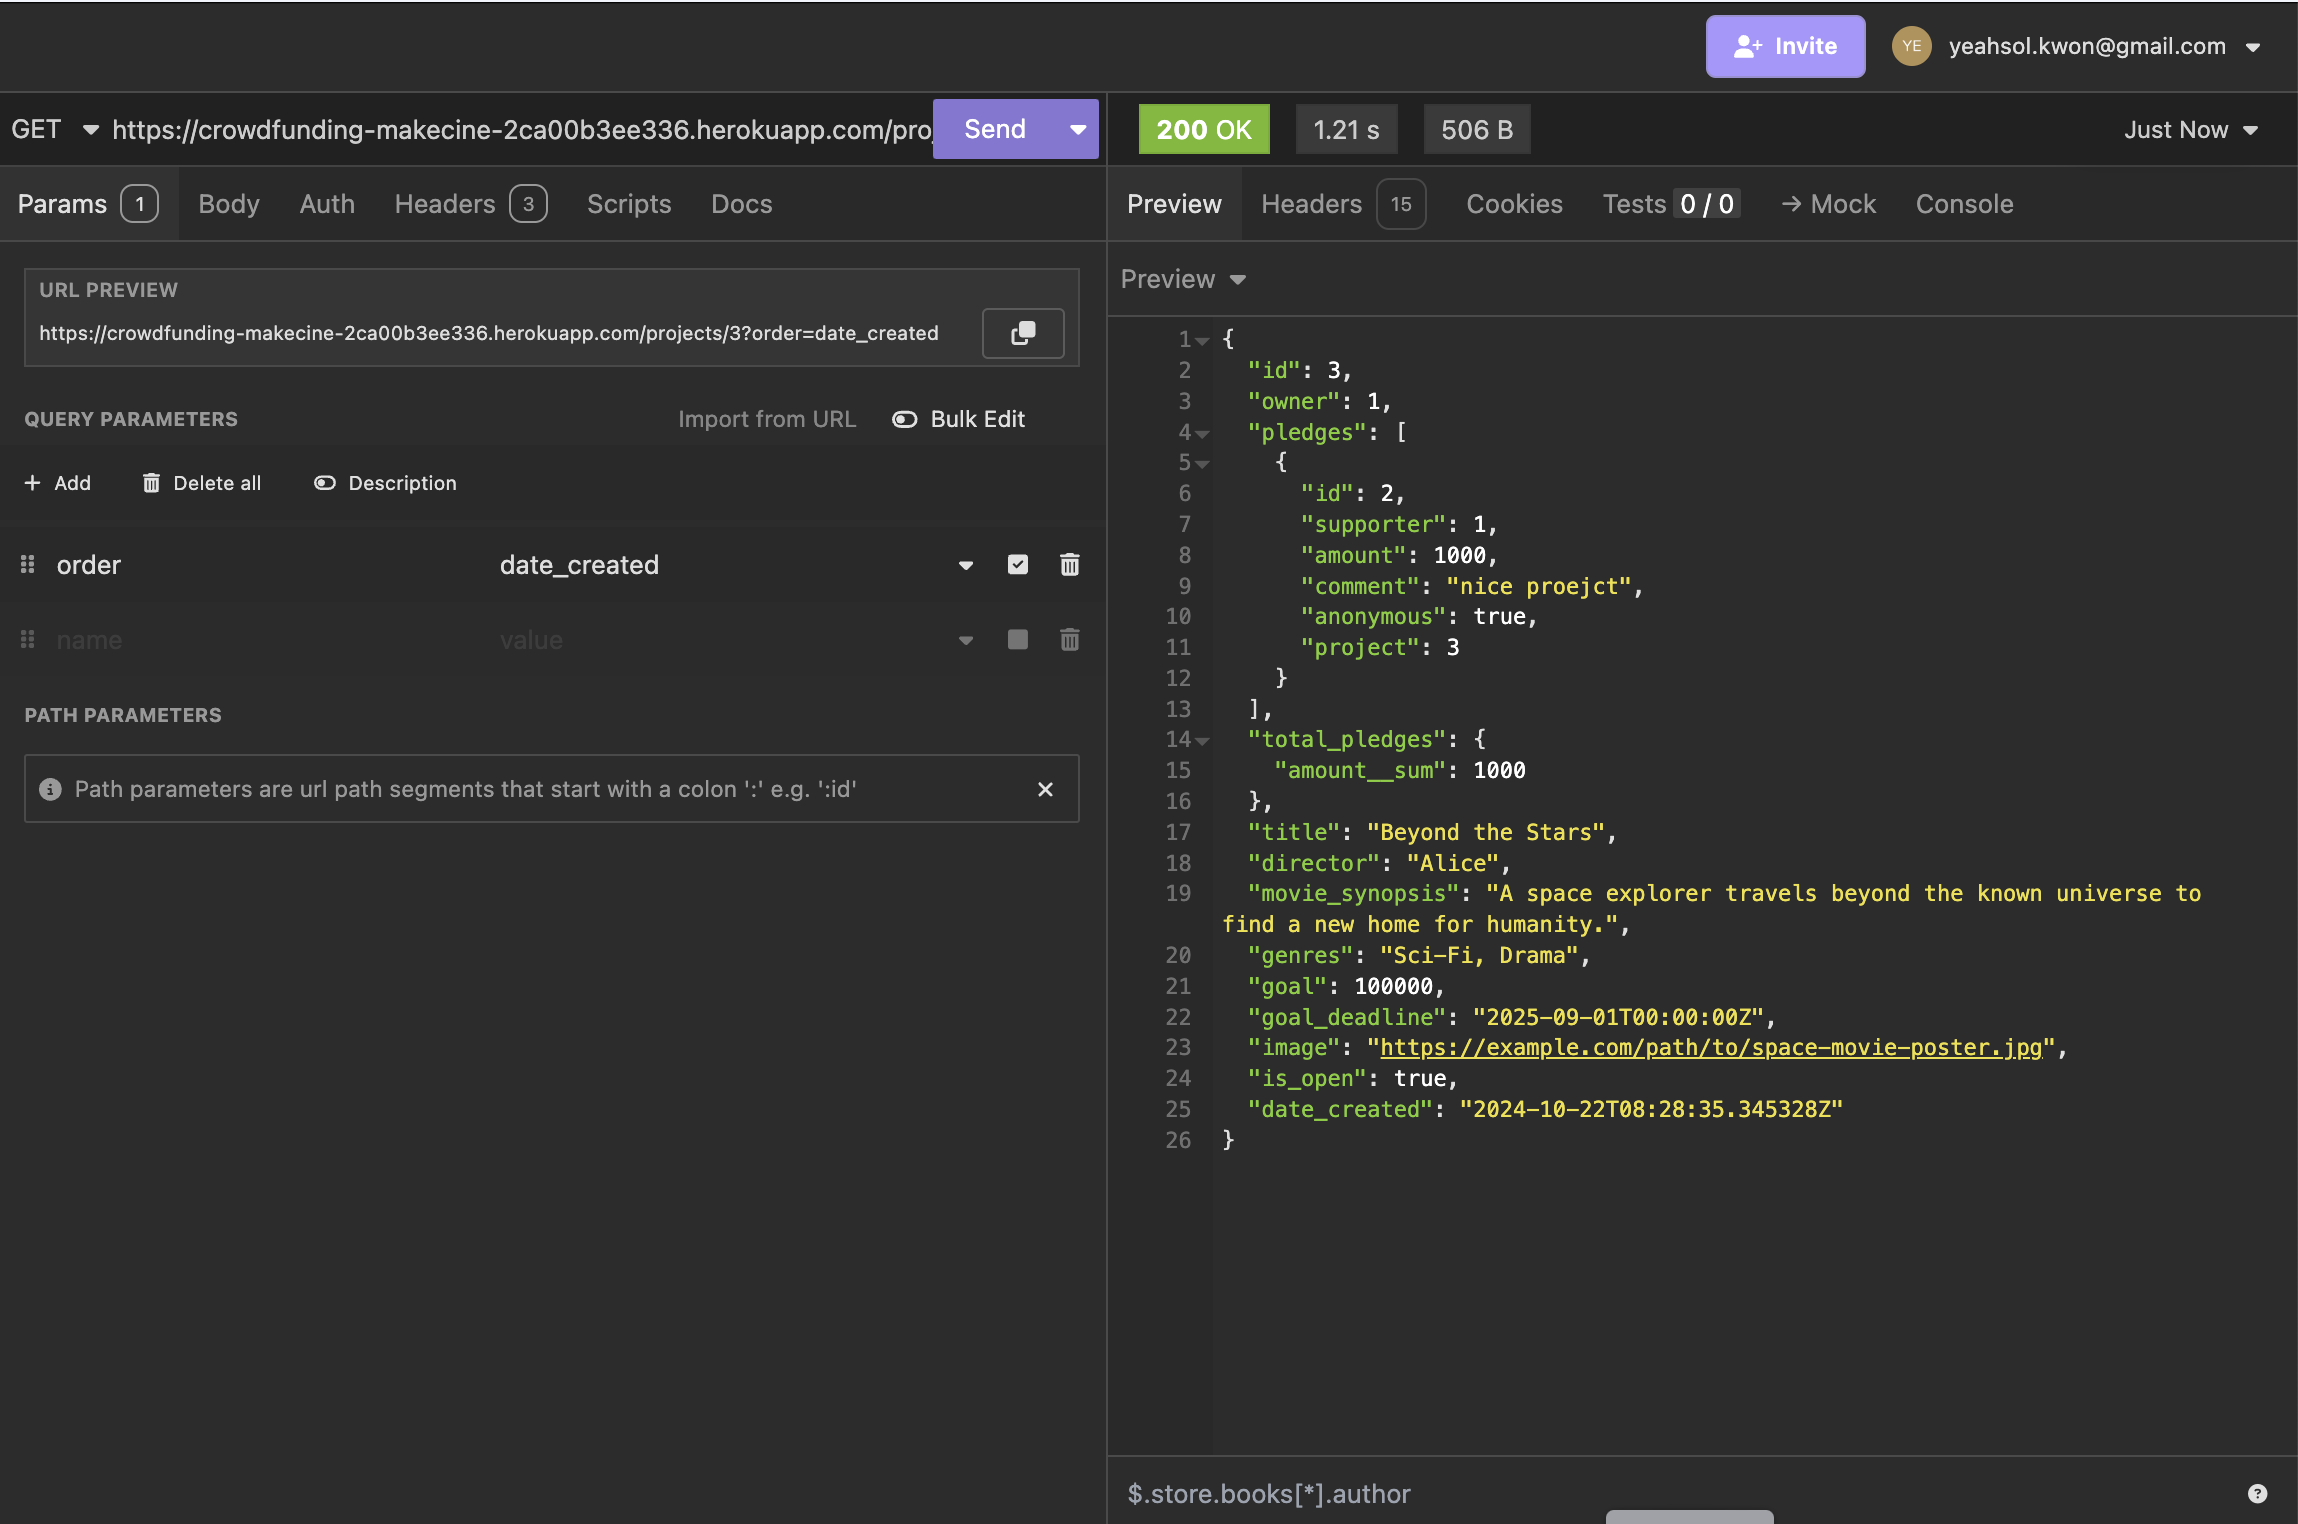 Invite
YE
yeahsol.kwon@gmail.com
GET https://crowdfunding-makecine-2ca00b3ee336.herokuapp.com/pro
Send
200 OK
1.21 s
506 B
Just Now
Params 1
Body
Auth
Headers 3
Scripts
Docs
Preview
Headers 15
Cookies
Tests 0 / 0
→ Mock
Console
URL PREVIEW
https://crowdfunding-makecine-2ca00b3ee336.herokuapp.com/projects/3?order=date_created
QUERY PARAMETERS
Import from URL
Bulk Edit
+ Add
Delete all
Description
order date_created
name value
PATH PARAMETERS
Path parameters are url path segments that start with a colon ':' e.g. ':id'
Preview
1 {
2 "id": 3,
3 "owner": 1,
4 "pledges": [
5 {
6 "id": 2,
7 "supporter": 1,
8 "amount": 1000,
9 "comment": "nice proejct",
10 "anonymous": true,
11 "project": 3
12 }
13 ],
14 "total_pledges": {
15 "amount__sum": 1000
16 },
17 "title": "Beyond the Stars",
18 "director": "Alice",
19 "movie_synopsis": "A space explorer travels beyond the known universe to
find a new home for humanity.",
20 "genres": "Sci-Fi, Drama",
21 "goal": 100000,
22 "goal_deadline": "2025-09-01T00:00:00Z",
23 "image": "https://example.com/path/to/space-movie-poster.jpg",
24 "is_open": true,
25 "date_created": "2024-10-22T08:28:35.345328Z"
26 }
$.store.books[*].author